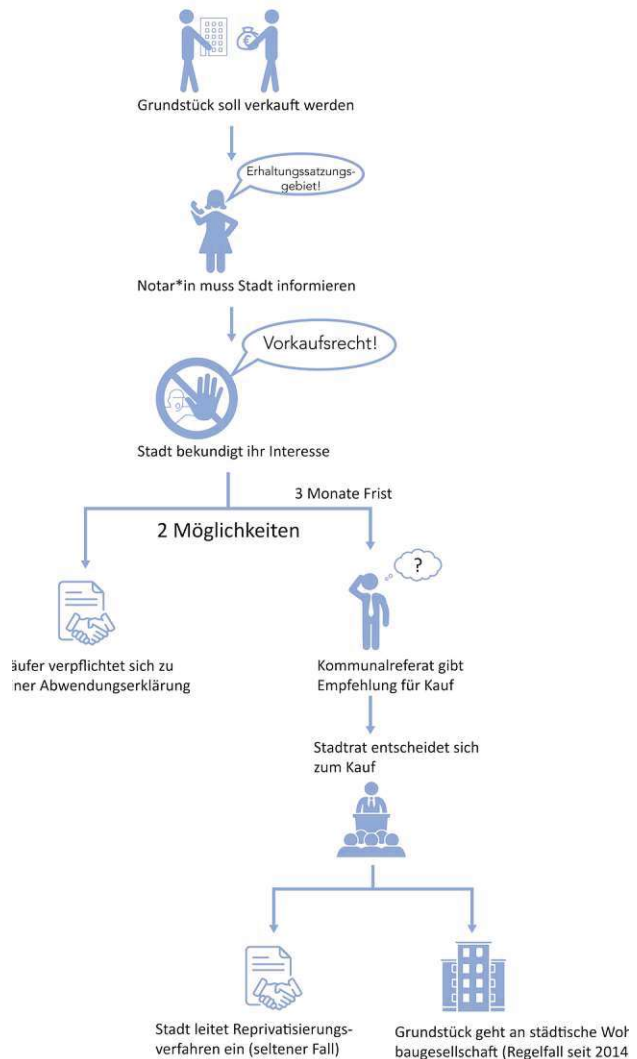 €
Grundstück soll verkauft werden
Erhaltungssatzungs-
gebiet!
Notar*in muss Stadt informieren
Vorkaufsrecht!
Stadt bekundigt ihr Interesse
3 Monate Frist
2 Möglichkeiten
?
äufer verpflichtet sich zu
iner Abwendungserklärung
Kommunalreferat gibt
Empfehlung für Kauf
Stadtrat entscheidet sich
zum Kauf
Stadt leitet Reprivatisierungs-
verfahren ein (seltener Fall)
Grundstück geht an städtische Woh
baugesellschaft (Regelfall seit 2014